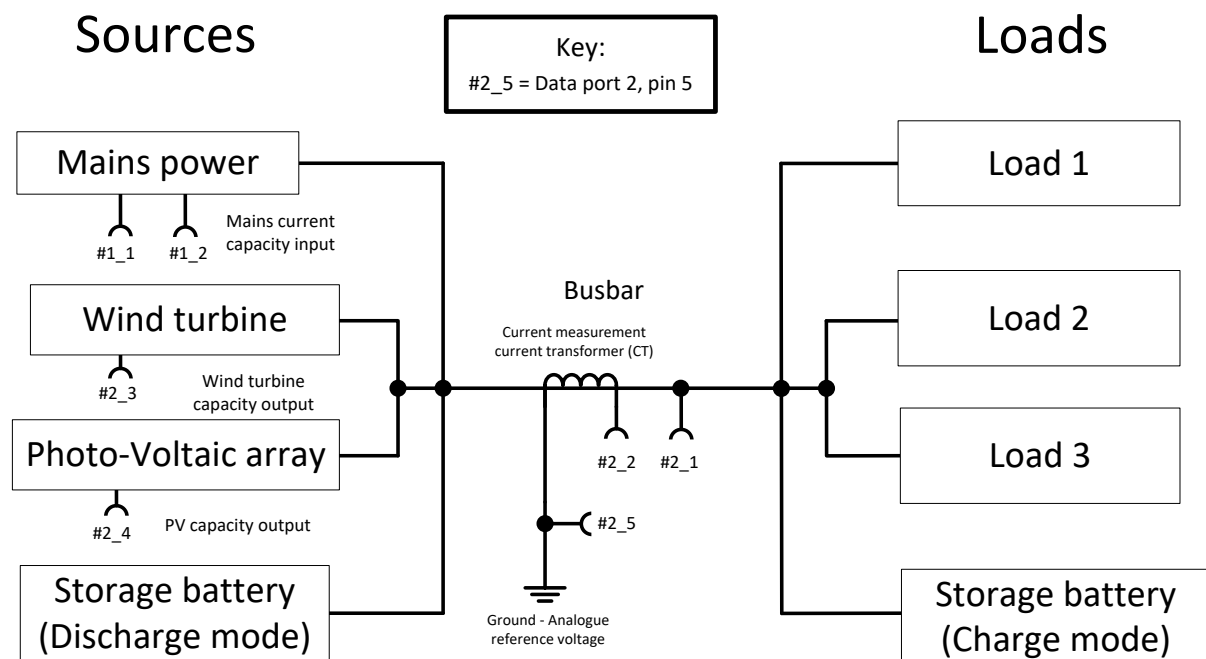 Sources
Key:
#2_5 = Data port 2, pin 5
Loads
Mains power
#1_1
#1_2
Mains current
capacity input
Wind turbine
#2_3
Wind turbine
capacity output
Photo-Voltaic array
#2_4
PV capacity output
Storage battery
(Discharge mode)
Busbar
Current measurement
current transformer (CT)
#2_2
#2_1
#2_5
Ground - Analogue
reference voltage
Load 1
Load 2
Load 3
Storage battery
(Charge mode)